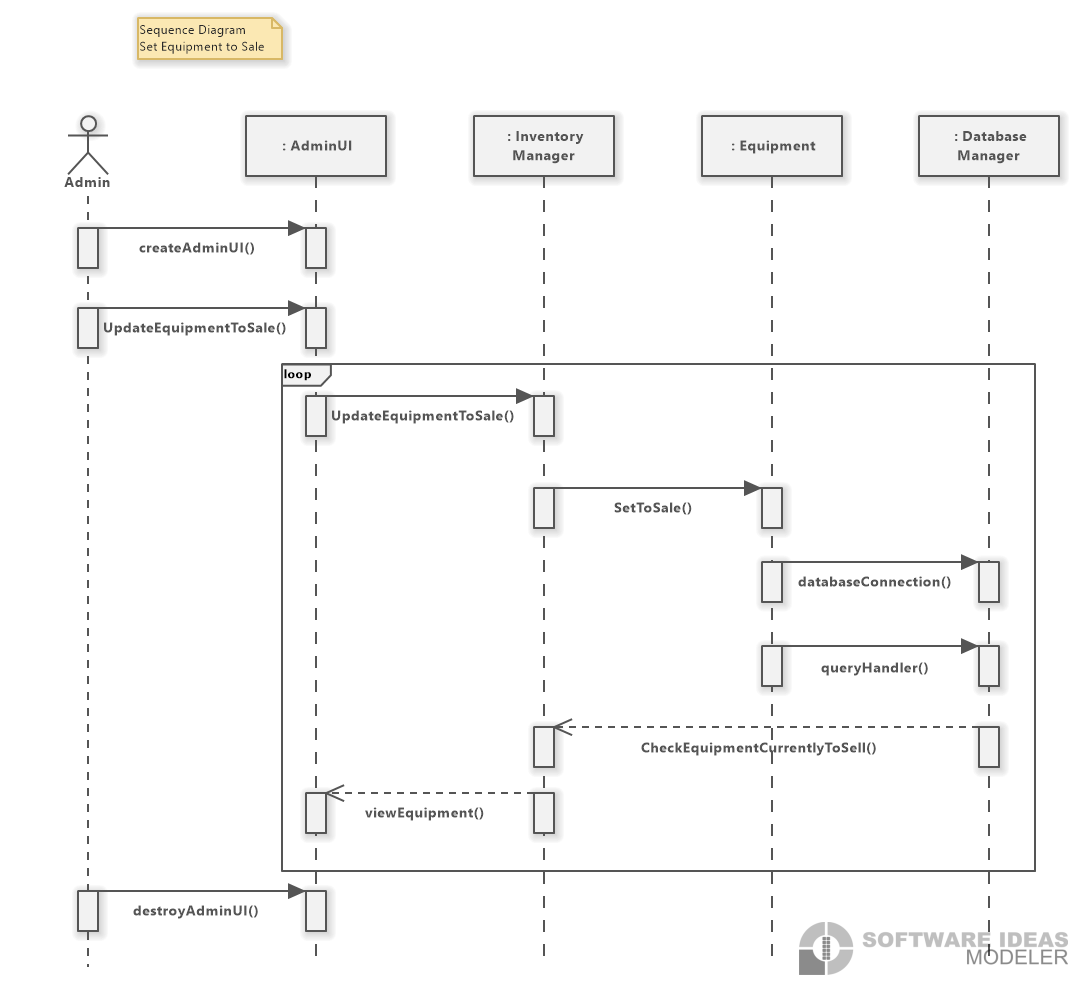 Sequence Diagram
Set Equipment to Sale
Admin
: AdminUI
: Inventory
Manager
: Equipment
: Database
Manager
createAdminUI()
UpdateEquipmentToSale()
loop
UpdateEquipmentToSale()
SetToSale()
databaseConnection()
queryHandler()
CheckEquipmentCurrentlyToSell()
viewEquipment()
destroyAdminUI()
SOFTWARE IDEAS
MODELER